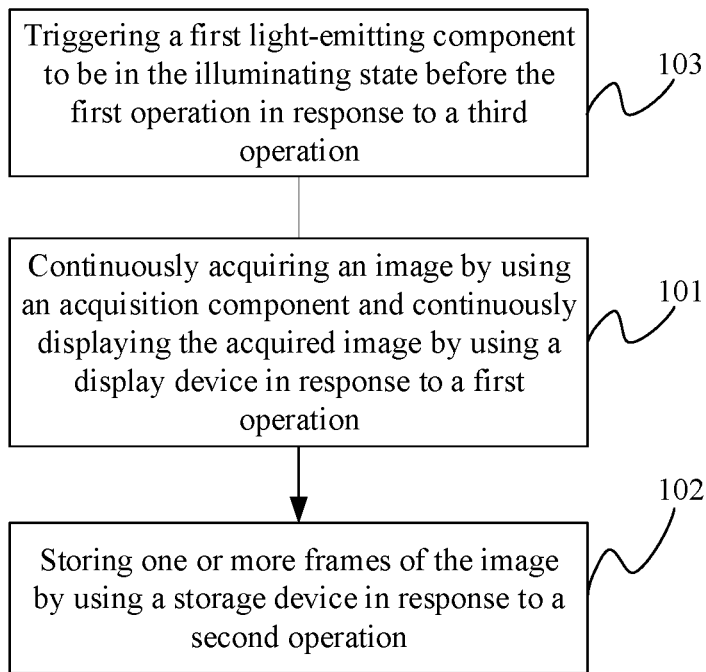 Triggering a first light-emitting component
to be in the illuminating state before the
first operation in response to a third
operation
103
Continuously acquiring an image by using
an acquisition component and continuously
displaying the acquired image by using a
display device in response to a first
operation
101
Storing one or more frames of the image
by using a storage device in response to a
second operation
102